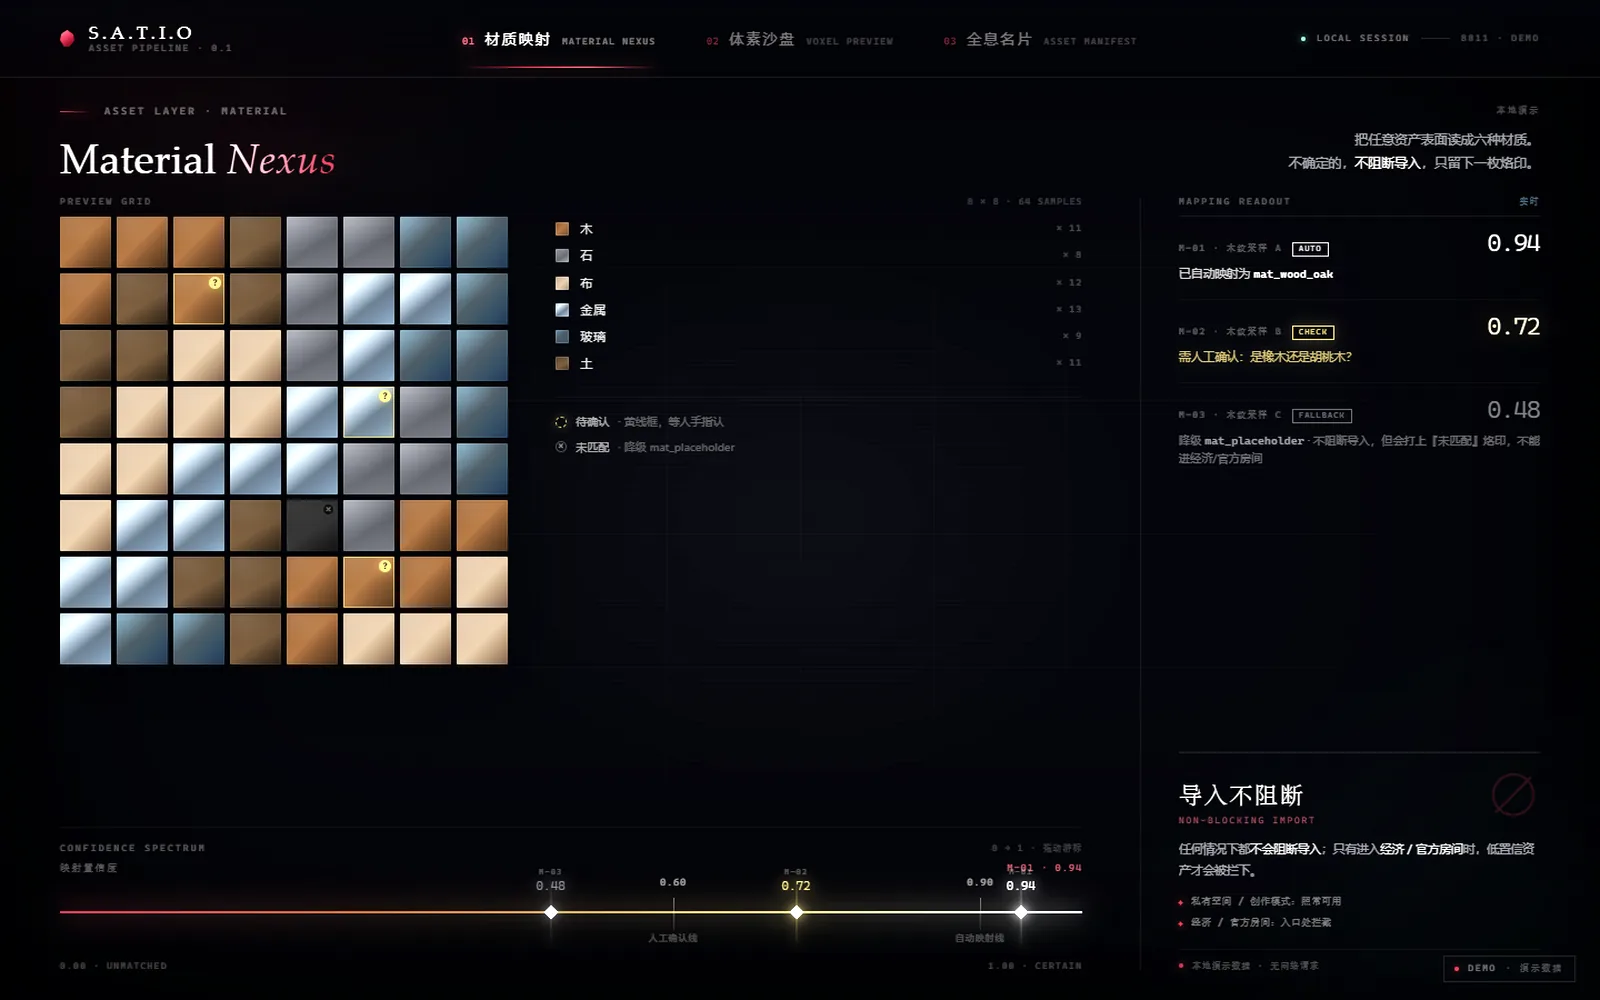 S.A.T.I.O
ASSET PIPELINE · 0.1
01 材质映射 MATERIAL NEXUS
02 体素沙盘 VOXEL PREVIEW
03 全息名片 ASSET MANIFEST
LOCAL SESSION
8811 · DEMO
ASSET LAYER · MATERIAL
本地演示
Material Nexus
把任意资产表面读成六种材质。
不确定的，不阻断导入，只留下一枚烙印。
PREVIEW GRID
8 × 8 · 64 SAMPLES
?
?
?
木 × 11
石 × 8
布 × 12
金属 × 13
玻璃 × 9
土 × 11
待确认 · 黄线框，等人手指认
未匹配 · 降级 mat_placeholder
MAPPING READOUT
实时
M-01 · 木纹采样 A AUTO 0.94
已自动映射为 mat_wood_oak
M-02 · 木纹采样 B CHECK 0.72
需人工确认：是橡木还是胡桃木？
M-03 · 木纹采样 C FALLBACK 0.48
降级 mat_placeholder · 不阻断导入，但会打上『未匹配』烙印，不能
进经济/官方房间
导入不阻断
NON-BLOCKING IMPORT
任何情况下都不会阻断导入；只有进入经济 / 官方房间时，低置信资
产才会被拦下。
私有空间 / 创作模式：照常可用
经济 / 官方房间：入口处拦截
本地演示数据 · 无网络请求
CONFIDENCE SPECTRUM
映射置信度
0 → 1 · 拖动游标
M-01 · 0.94
M-03
0.48
0.60
M-02
0.72
0.90
0.94
人工确认线
自动映射线
0.00 · UNMATCHED
1.00 · CERTAIN
DEMO · 演示数据